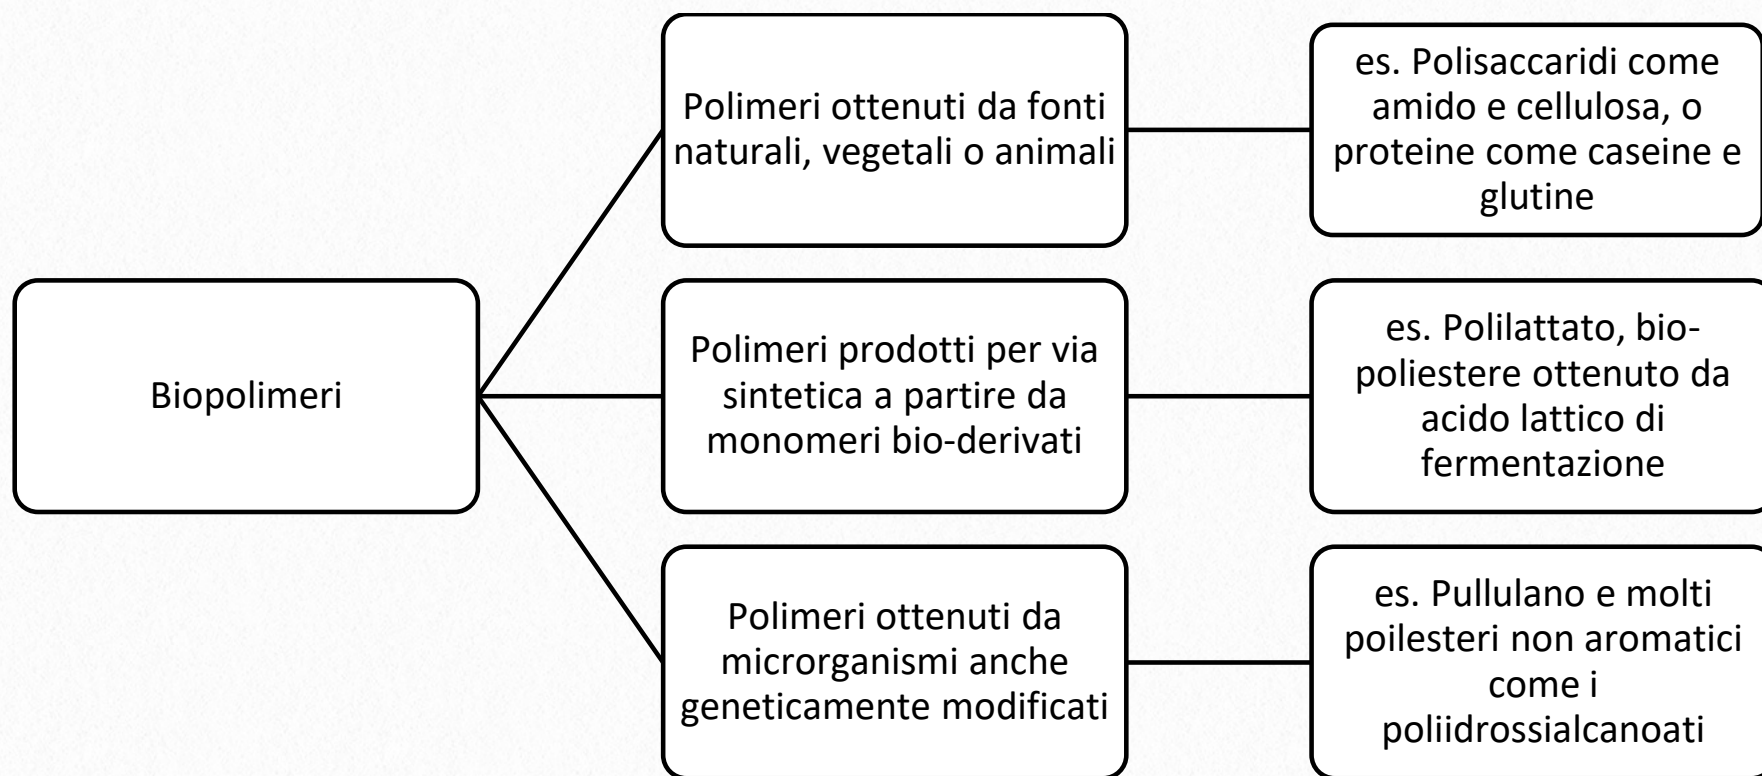 Biopolimeri
Polimeri ottenuti da fonti
naturali, vegetali o animali
es. Polisaccaridi come
amido e cellulosa, o
proteine come caseine e
glutine
Polimeri prodotti per via
sintetica a partire da
monomeri bio-derivati
es. Polilattato, bio-
poliestere ottenuto da
acido lattico di
fermentazione
Polimeri ottenuti da
microrganismi anche
geneticamente modificati
es. Pullulano e molti
poilesteri non aromatici
come i
poliidrossialcanoati